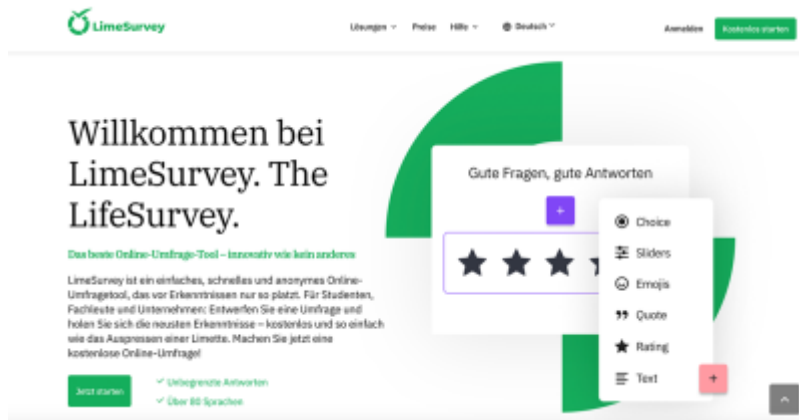 LimeSurvey
Lösungen Preise Hilfe Deutsch
Anmelden Kostenlos starten
Willkommen bei
LimeSurvey. The
LifeSurvey.
Das beste Online-Umfrage-Tool – innovativ wie kein anderes
LimeSurvey ist ein einfaches, schnelles und anonymes Online-
Umfragetool, das vor Erkenntnissen nur so platzt. Für Studenten,
Fachleute und Unternehmen: Entwerfen Sie eine Umfrage und
holen Sie sich die neusten Erkenntnisse – kostenlos und so einfach
wie das Auspressen einer Limette. Machen Sie jetzt eine
kostenlose Online-Umfrage!
Jetzt starten
Unbegrenzte Antworten
Über 80 Sprachen
Gute Fragen, gute Antworten
Choice
Sliders
Emojis
Quote
Rating
Text